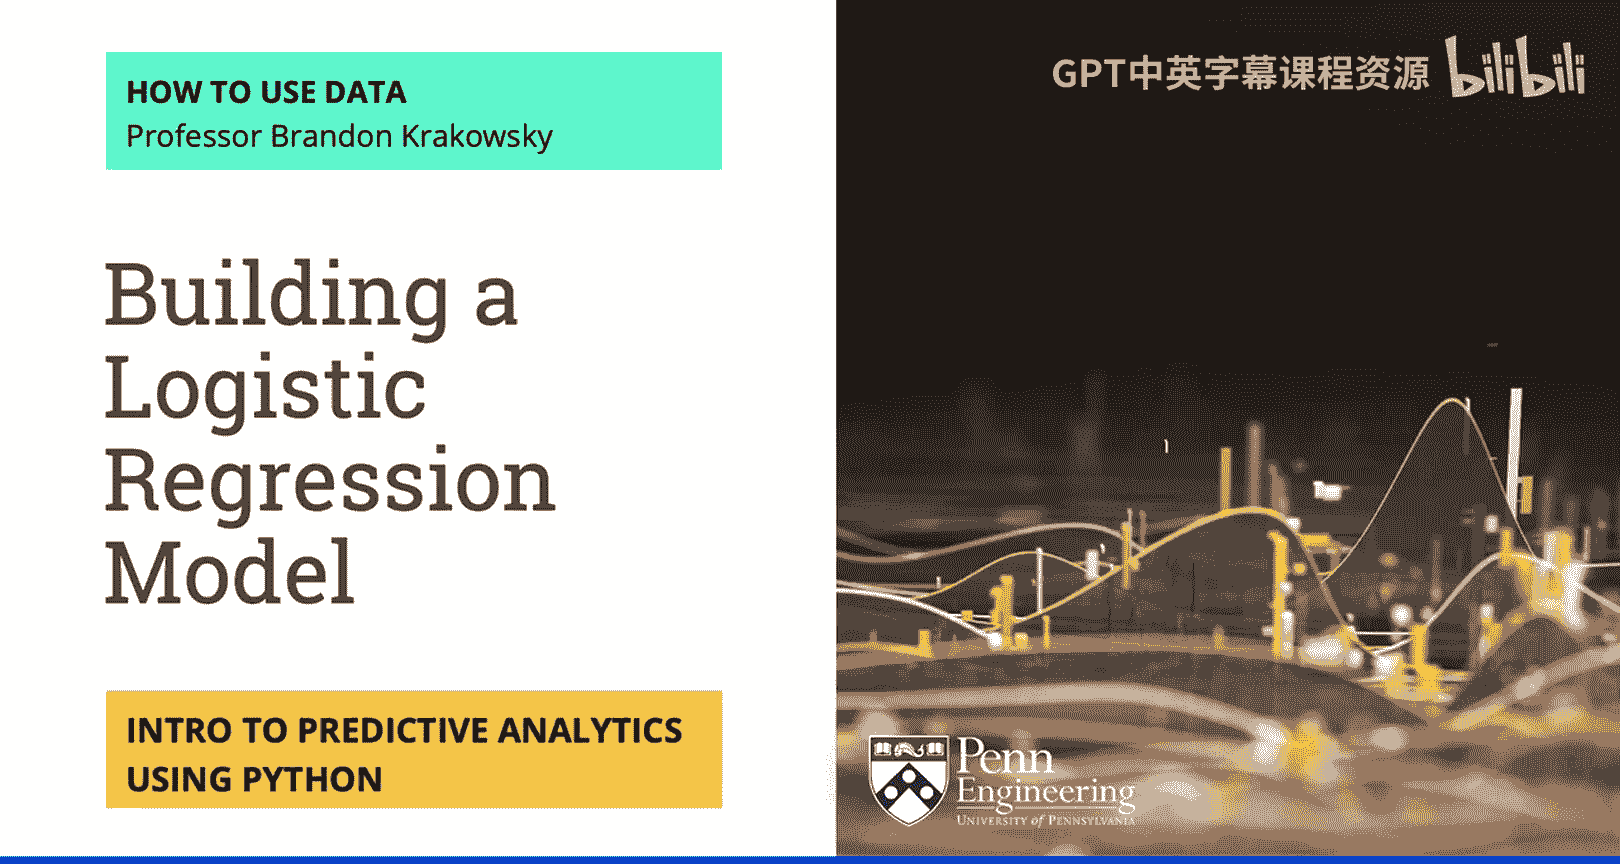 HOW TO USE DATA
Professor Brandon Krakowsky
GPT中英字幕课程资源 bilibili
Building a
Logistic
Regression
Model
INTRO TO PREDICTIVE ANALYTICS
USING PYTHON
Penn
Engineering
UNIVERSITY of PENNSYLVANIA